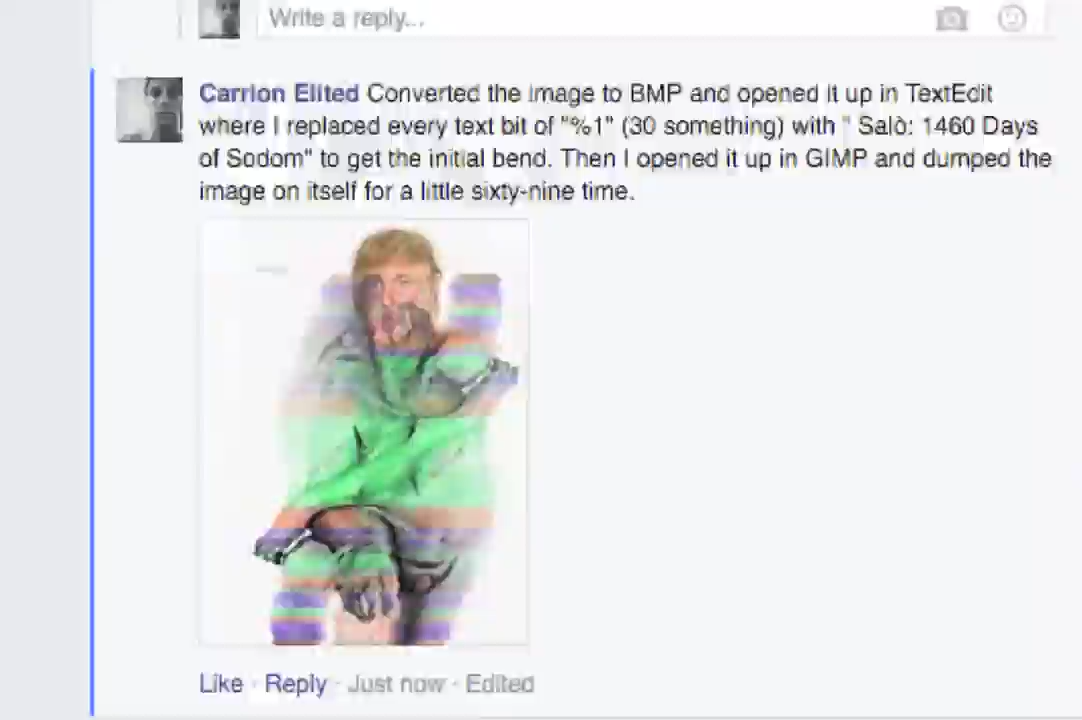 Write a reply...
Carrion Elited Converted the image to BMP and opened it up in TextEdit
where I replaced every text bit of "%1" (30 something) with " Salò: 1460 Days
of Sodom" to get the initial bend. Then I opened it up in GIMP and dumped the
image on itself for a little sixty-nine time.
Like · Reply · Just now · Edited